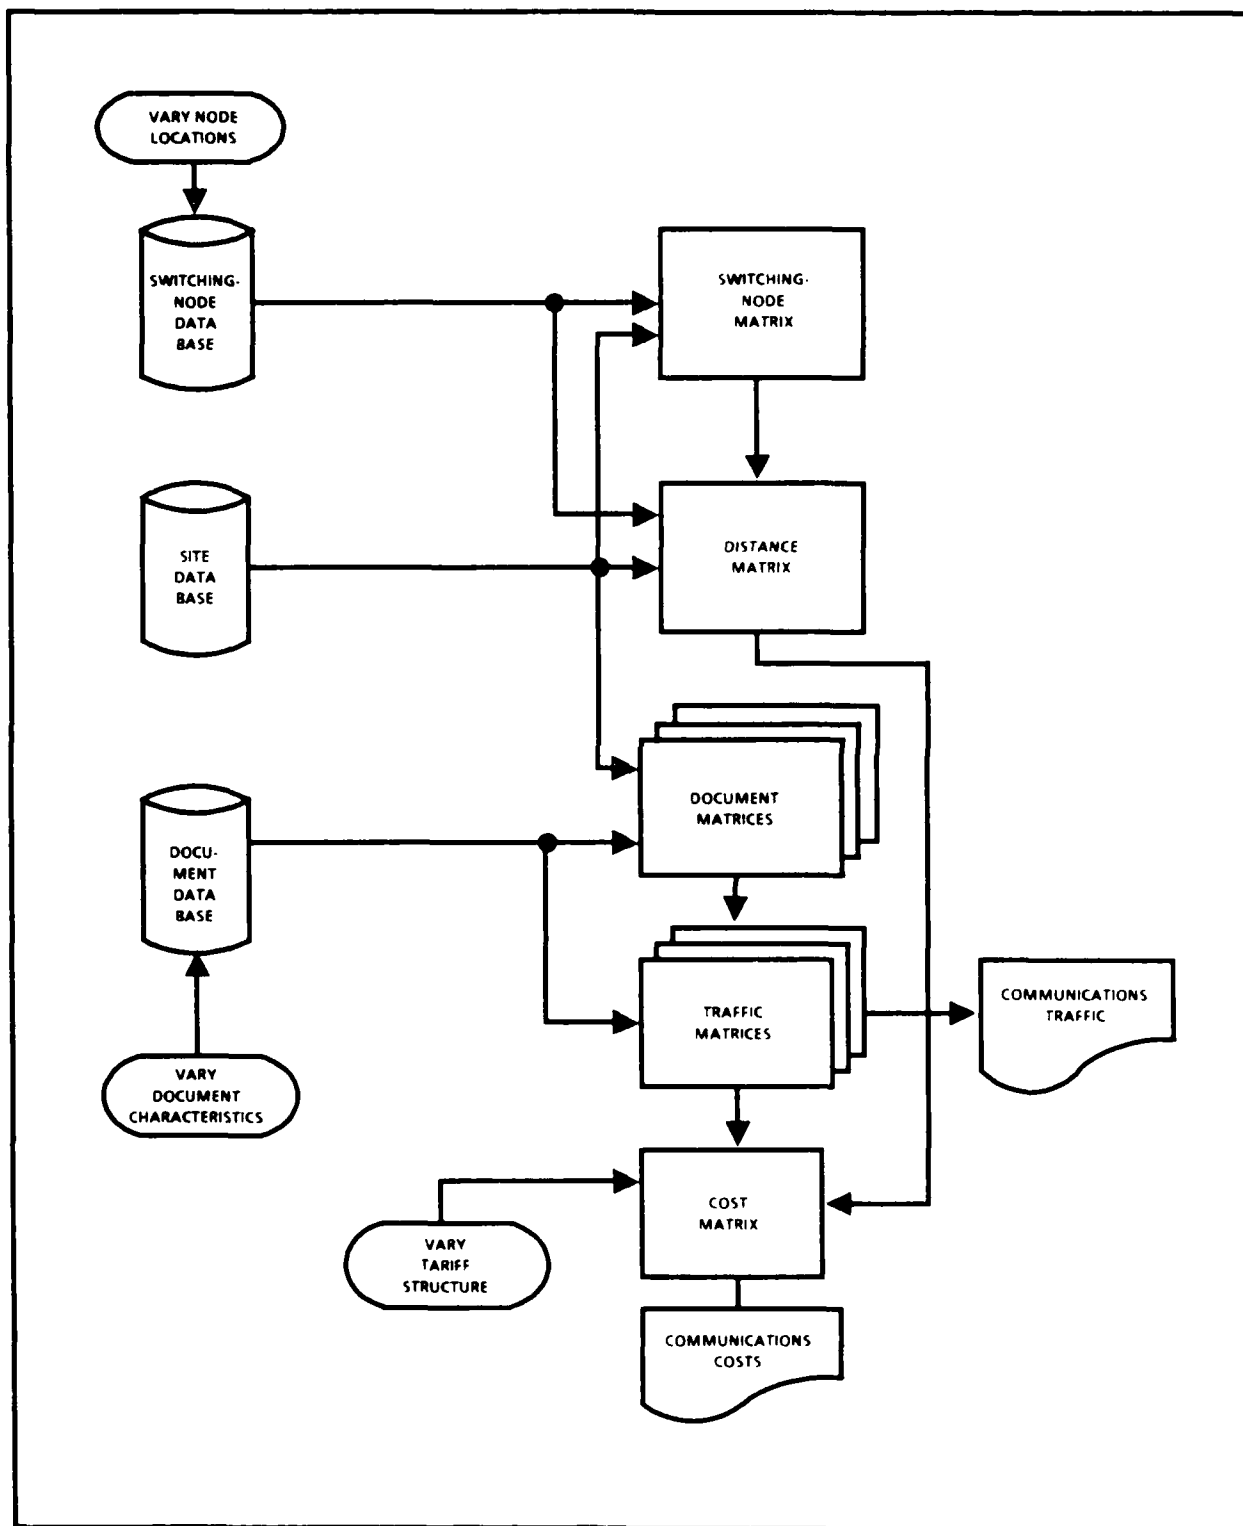 VARY NODE
LOCATIONS
SWITCHING-
NODE
DATA
BASE
SWITCHING-
NODE
MATRIX
SITE
DATA
BASE
DISTANCE
MATRIX
DOCU-
MENT
DATA
BASE
DOCUMENT
MATRICES
TRAFFIC
MATRICES
COMMUNICATIONS
TRAFFIC
VARY
DOCUMENT
CHARACTERISTICS
COST
MATRIX
VARY
TARIFF
STRUCTURE
COMMUNICATIONS
COSTS